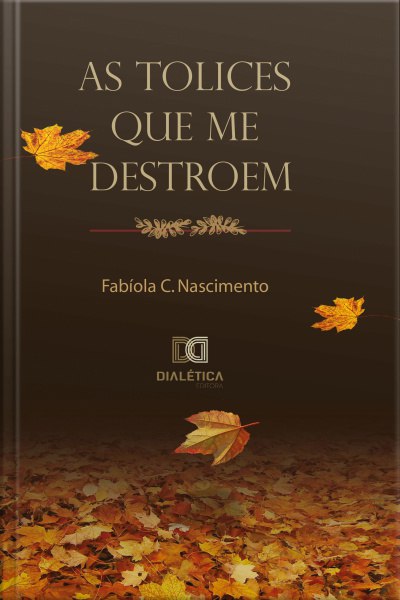 AS TOLICES
QUE ME
DESTROEM
Fabíola C. Nascimento
DIALÉTICA
EDITORA